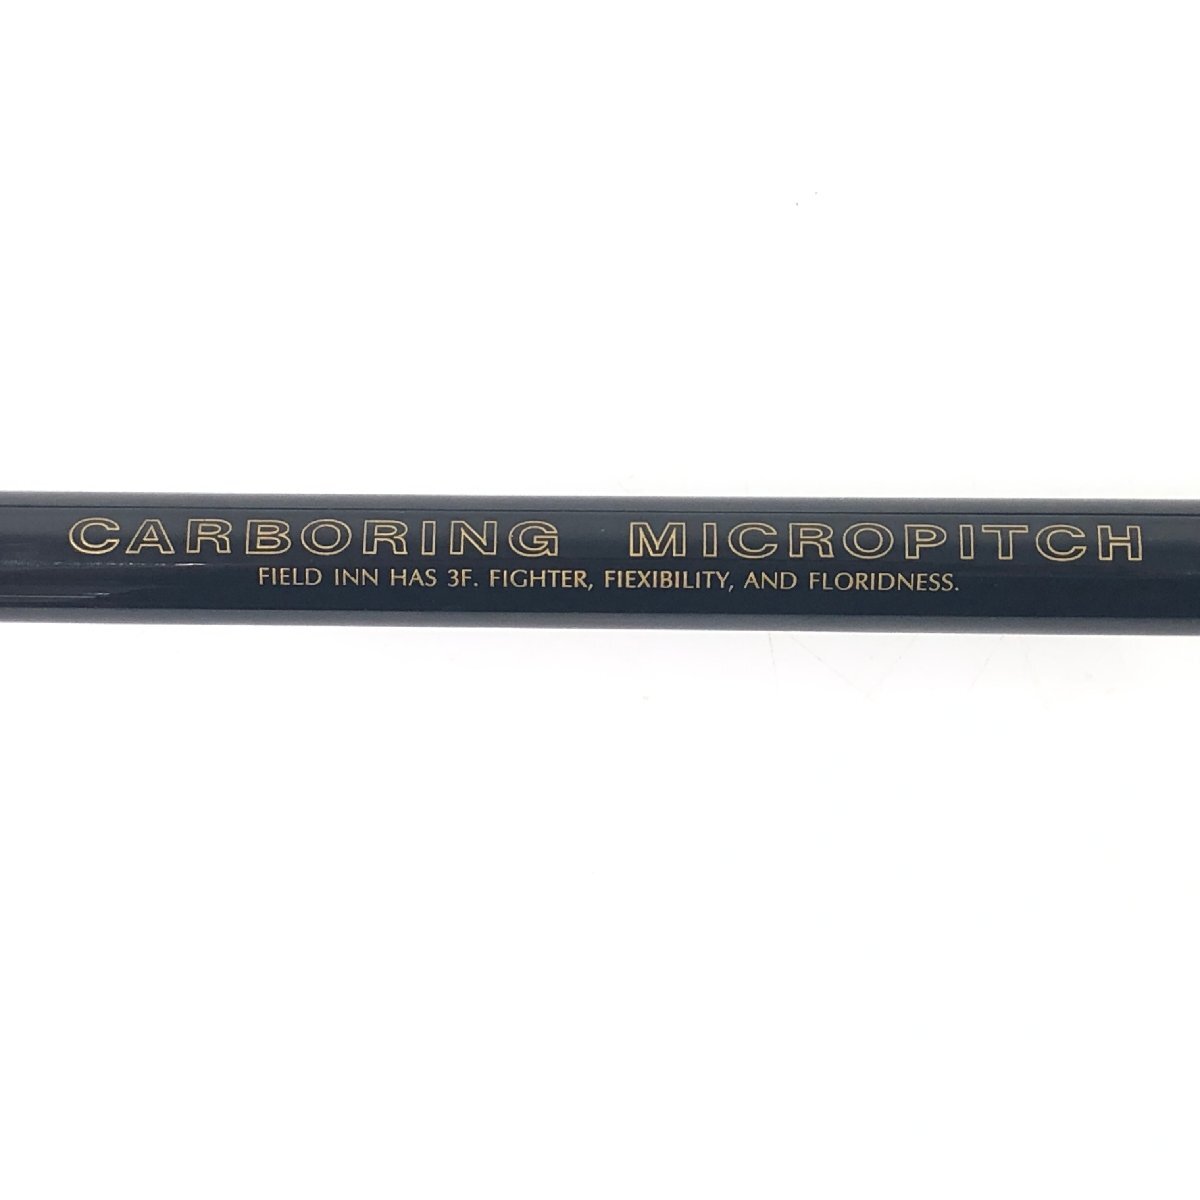 CARBORING MICROPITCH
FIELD INN HAS 3F. FIGHTER, FIEXIBILITY, AND FLORIDNESS.